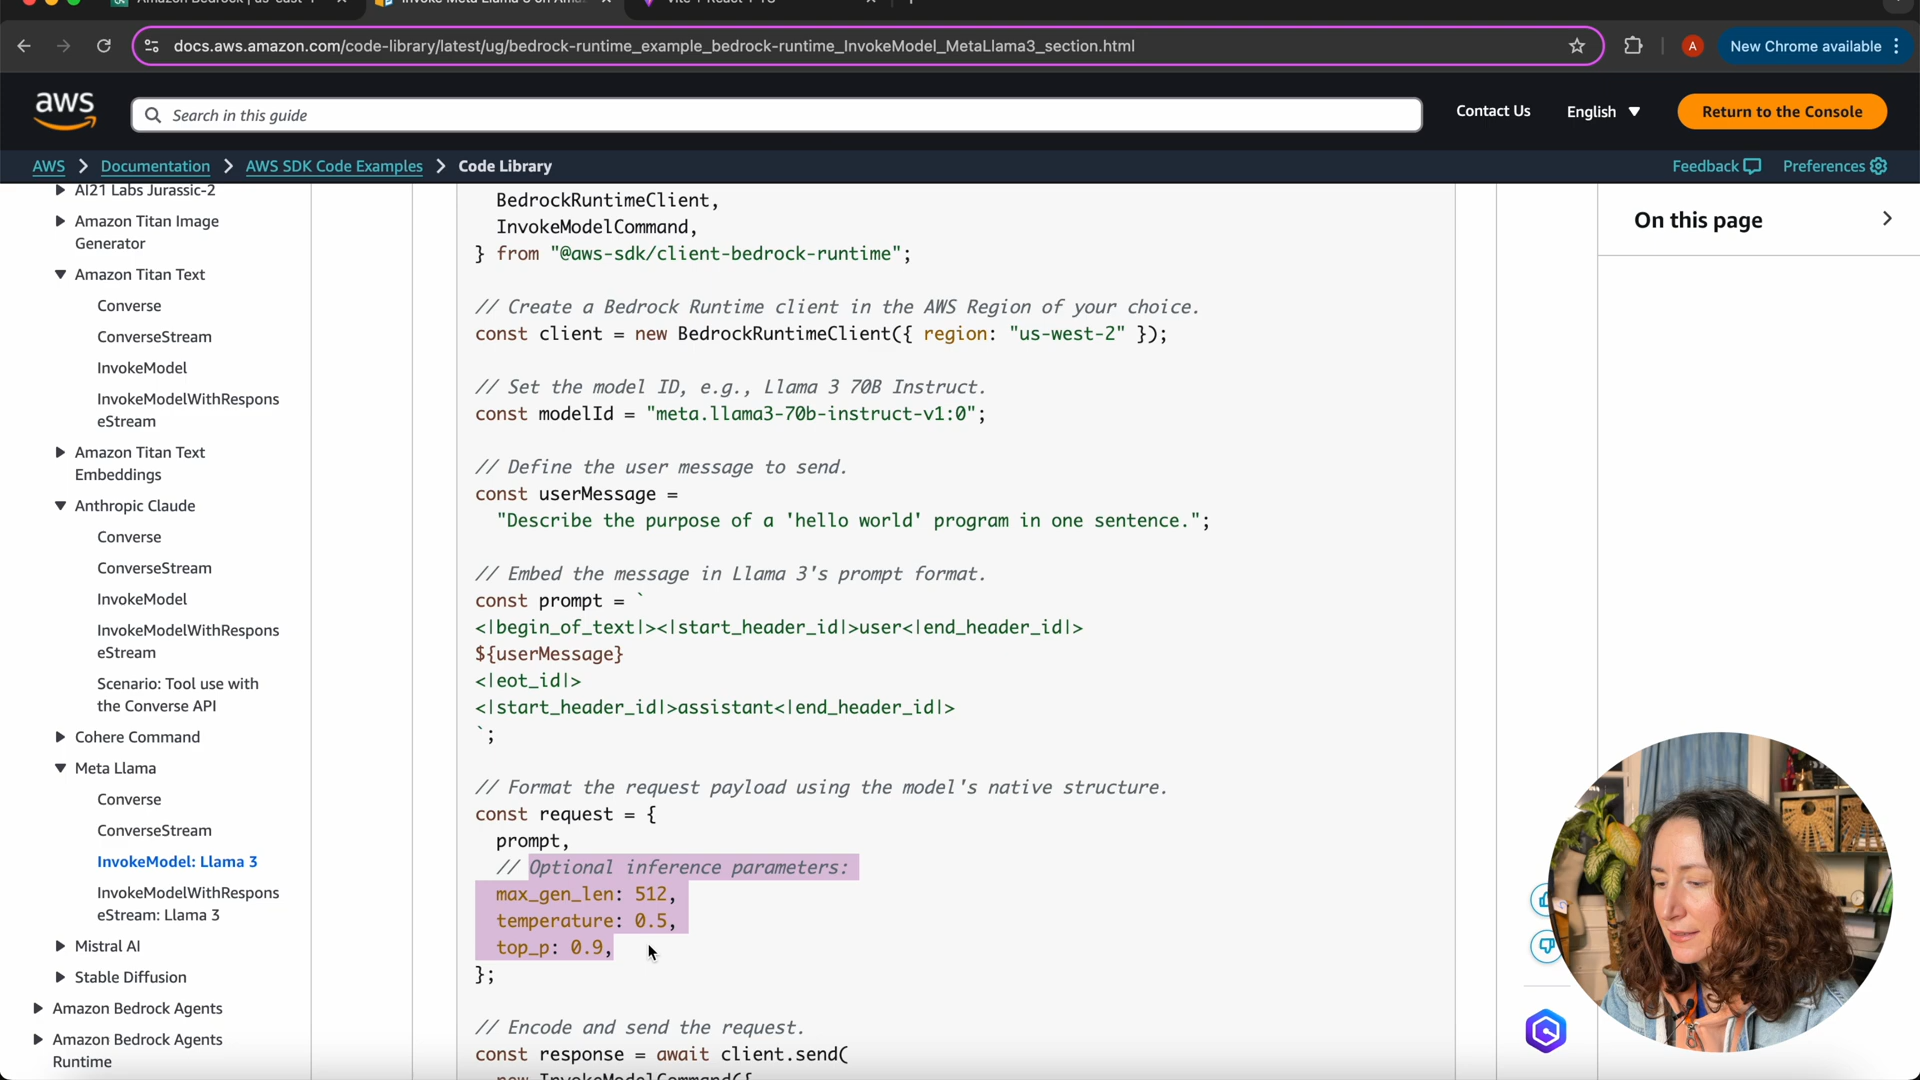 docs.aws.amazon.com/code-library/latest/ug/bedrock-runtime_example_bedrock-runtime_InvokeModel_MetaLlama3_section.html
A
New Chrome available
aws
Search in this guide
Contact Us
English
Return to the Console
AWS
Documentation
AWS SDK Code Examples
Code Library
Feedback
Preferences
AI21 Labs Jurassic-2
Amazon Titan Image
Generator
Amazon Titan Text
Converse
ConverseStream
InvokeModel
InvokeModelWithRespons
eStream
Amazon Titan Text
Embeddings
Anthropic Claude
Converse
ConverseStream
InvokeModel
InvokeModelWithRespons
eStream
Scenario: Tool use with
the Converse API
Cohere Command
Meta Llama
Converse
ConverseStream
InvokeModel: Llama 3
InvokeModelWithRespons
eStream: Llama 3
Mistral AI
Stable Diffusion
Amazon Bedrock Agents
Amazon Bedrock Agents
Runtime
BedrockRuntimeClient,
InvokeModelCommand,
} from "@aws-sdk/client-bedrock-runtime";
// Create a Bedrock Runtime client in the AWS Region of your choice.
const client = new BedrockRuntimeClient({ region: "us-west-2" });
// Set the model ID, e.g., Llama 3 70B Instruct.
const modelId = "meta.llama3-70b-instruct-v1:0";
// Define the user message to send.
const userMessage =
"Describe the purpose of a 'hello world' program in one sentence.";
// Embed the message in Llama 3's prompt format.
const prompt = `
<|begin_of_text|><|start_header_id|>user<|end_header_id|>
${userMessage}
<|eot_id|>
<|start_header_id|>assistant<|end_header_id|>
`;
// Format the request payload using the model's native structure.
const request = {
prompt,
// Optional inference parameters:
max_gen_len: 512,
temperature: 0.5,
top_p: 0.9,
};
// Encode and send the request.
const response = await client.send(
new InvokeModelCommand({
On this page